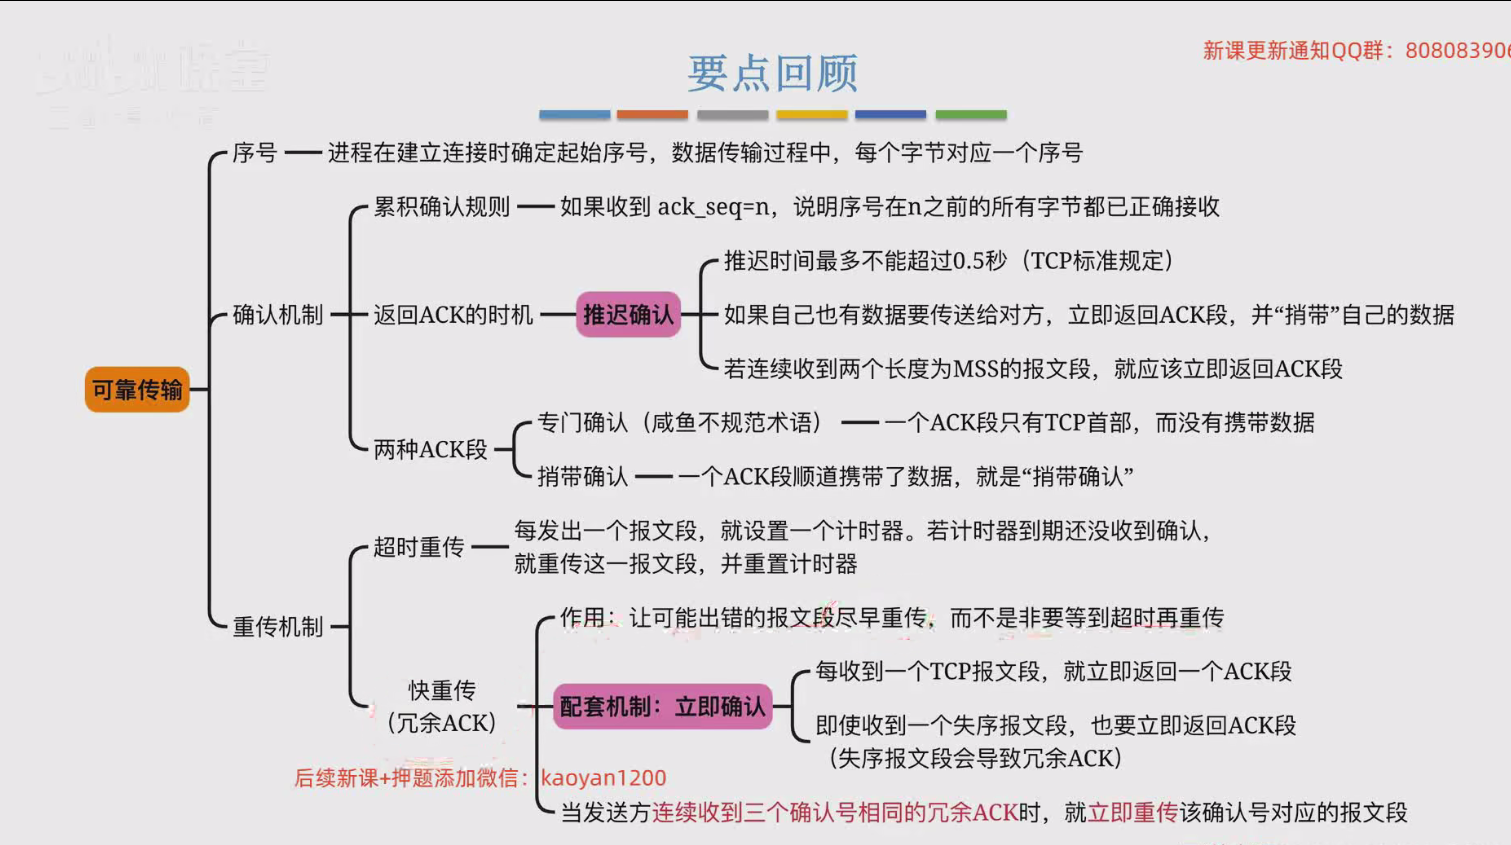 要点回顾
新课更新通知QQ群：80808390
序号
进程在建立连接时确定起始序号，数据传输过程中，每个字节对应一个序号
累积确认规则
如果收到 ack_seq=n，说明序号在n之前的所有字节都已正确接收
推迟时间最多不能超过0.5秒（TCP标准规定）
确认机制
返回ACK的时机
推迟确认
如果自己也有数据要传送给对方，立即返回ACK段，并“捎带”自己的数据
若连续收到两个长度为MSS的报文段，就应该立即返回ACK段
可靠传输
专门确认（咸鱼不规范术语）
一个ACK段只有TCP首部，而没有携带数据
两种ACK段
捎带确认
一个ACK段顺道携带了数据，就是“捎带确认”
超时重传
每发出一个报文段，就设置一个计时器。若计时器到期还没收到确认，
就重传这一报文段，并重置计时器
重传机制
作用：让可能出错的报文段尽早重传，而不是非要等到超时再重传
快重传
（冗余ACK）
配套机制：立即确认
每收到一个TCP报文段，就立即返回一个ACK段
即使收到一个失序报文段，也要立即返回ACK段
（失序报文段会导致冗余ACK）
后续新课+押题添加微信：kaoyan1200
当发送方连续收到三个确认号相同的冗余ACK时，就立即重传该确认号对应的报文段